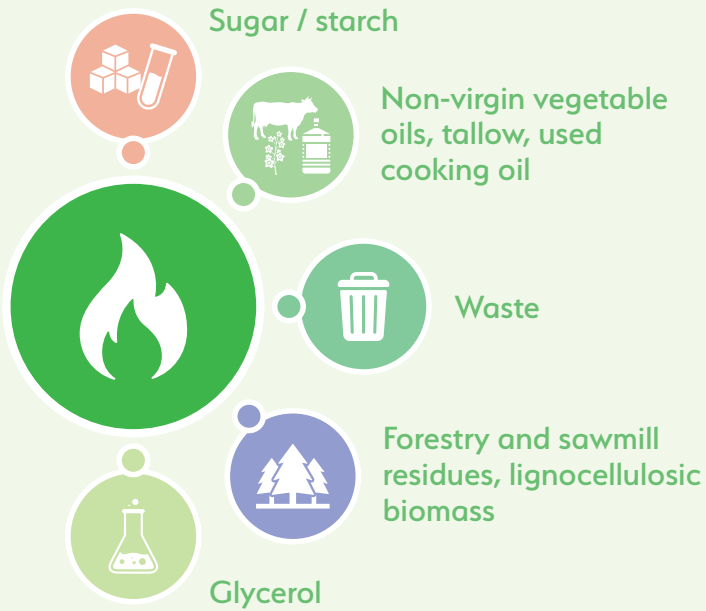 Sugar / starch
Non-virgin vegetable
oils, tallow, used
cooking oil
Waste
Forestry and sawmill
residues, lignocellulosic
biomass
Glycerol